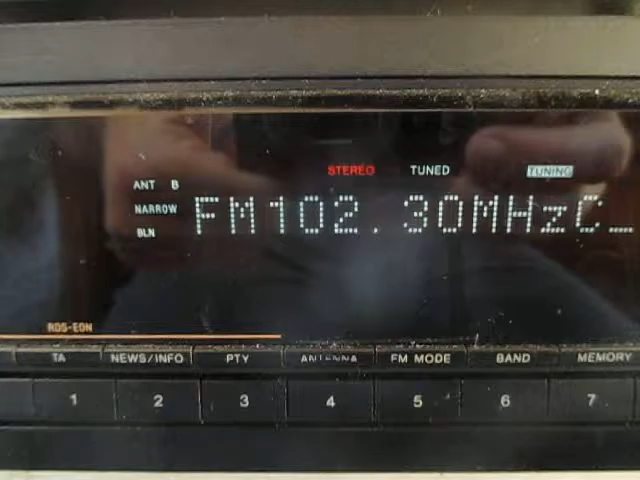 STEREO TUNED TUNING
ANT B
NARROW
FM102.30MHzC_
BLN
RDS-EON
TA NEWS/INFO PTY ANTENNA FM MODE BAND MEMORY
1 2 3 4 5 6 7